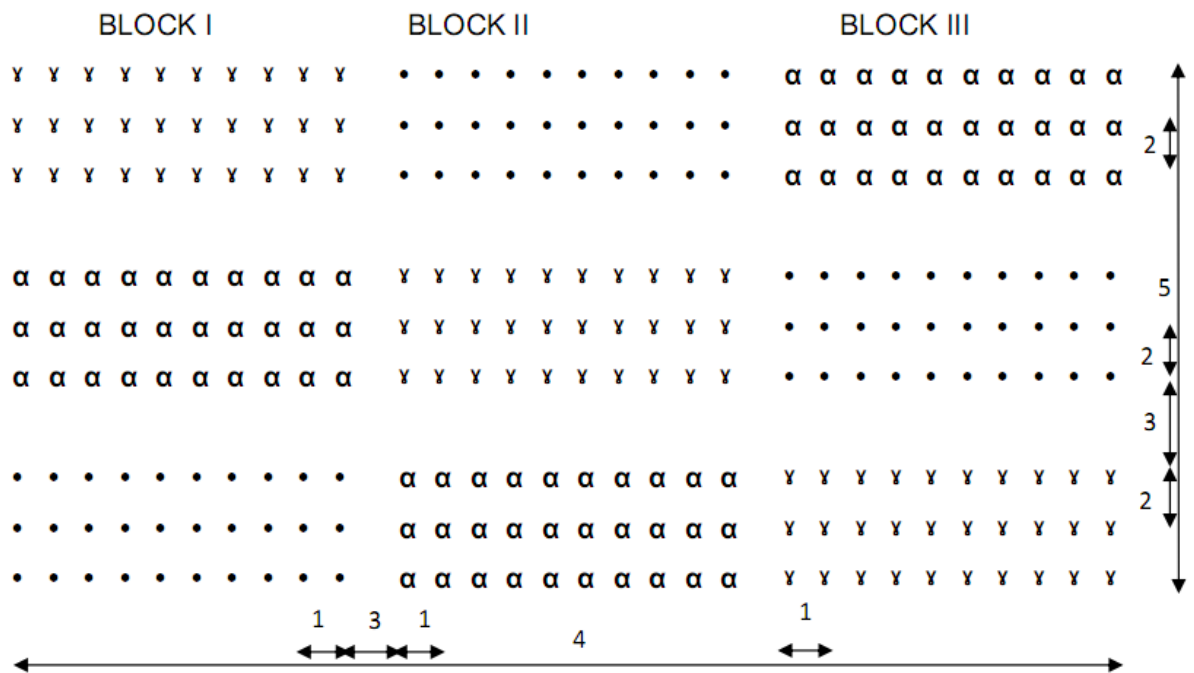 BLOCK I BLOCK II BLOCK III
ɤ ɤ ɤ ɤ ɤ ɤ ɤ ɤ ɤ ɤ • • • • • • • • • • α α α α α α α α α α
ɤ ɤ ɤ ɤ ɤ ɤ ɤ ɤ ɤ ɤ • • • • • • • • • • α α α α α α α α α α
2
ɤ ɤ ɤ ɤ ɤ ɤ ɤ ɤ ɤ ɤ • • • • • • • • • • α α α α α α α α α α
α α α α α α α α α α ɤ ɤ ɤ ɤ ɤ ɤ ɤ ɤ ɤ ɤ • • • • • • • • • •
5
α α α α α α α α α α ɤ ɤ ɤ ɤ ɤ ɤ ɤ ɤ ɤ ɤ • • • • • • • • • •
2
α α α α α α α α α α ɤ ɤ ɤ ɤ ɤ ɤ ɤ ɤ ɤ ɤ • • • • • • • • • •
3
• • • • • • • • • • α α α α α α α α α α ɤ ɤ ɤ ɤ ɤ ɤ ɤ ɤ ɤ ɤ
2
• • • • • • • • • • α α α α α α α α α α ɤ ɤ ɤ ɤ ɤ ɤ ɤ ɤ ɤ ɤ
• • • • • • • • • • α α α α α α α α α α ɤ ɤ ɤ ɤ ɤ ɤ ɤ ɤ ɤ ɤ
1 3 1 4 1